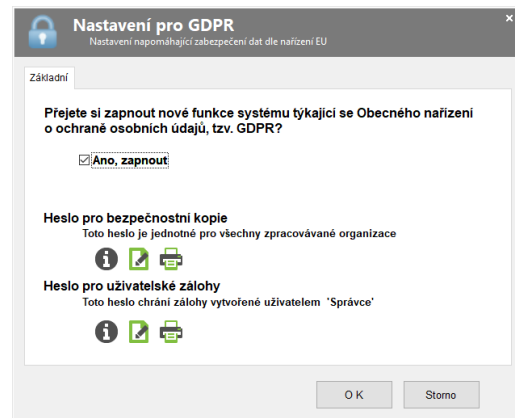 Nastavení pro GDPR
Nastavení napomáhající zabezpečení dat dle nařízení EU
Základní
Přejete si zapnout nové funkce systému týkající se Obecného nařízení
o ochraně osobních údajů, tzv. GDPR?
Ano, zapnout
Heslo pro bezpečnostní kopie
Toto heslo je jednotné pro všechny zpracovávané organizace
Heslo pro uživatelské zálohy
Toto heslo chrání zálohy vytvořené uživatelem 'Správce'
O K
Storno